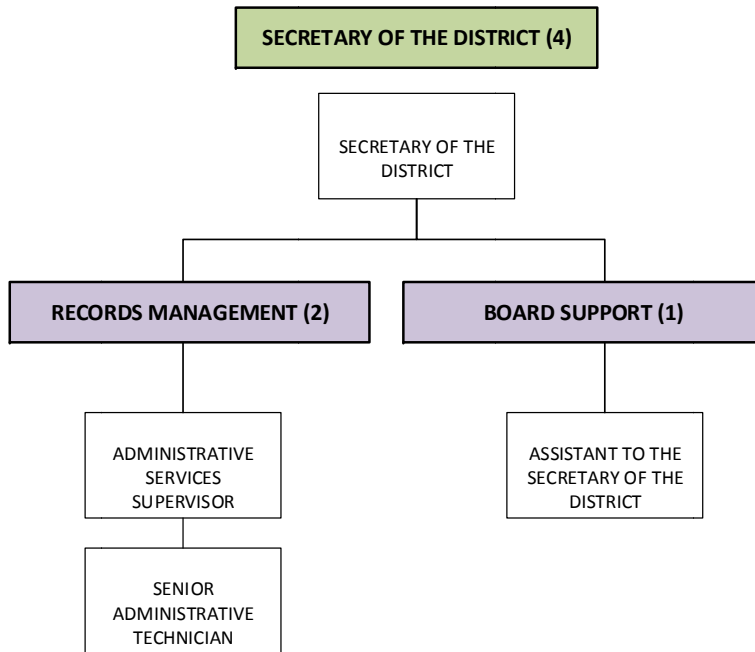 SECRETARY OF THE DISTRICT (4)
SECRETARY OF THE
DISTRICT
RECORDS MANAGEMENT (2)
BOARD SUPPORT (1)
ADMINISTRATIVE
SERVICES
SUPERVISOR
ASSISTANT TO THE
SECRETARY OF THE
DISTRICT
SENIOR
ADMINISTRATIVE
TECHNICIAN